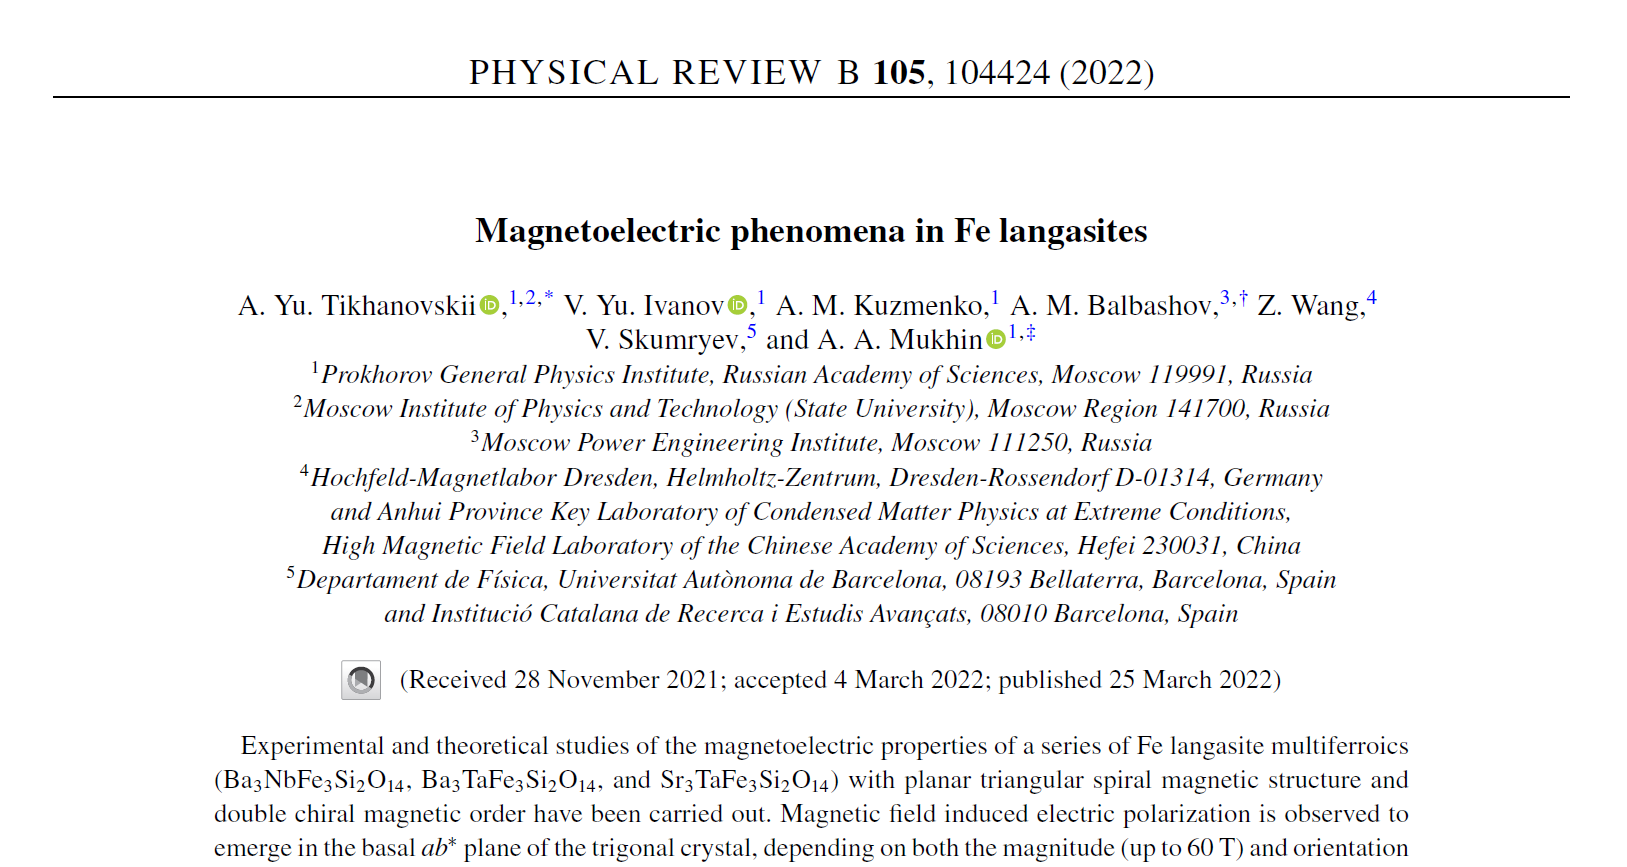 PHYSICAL REVIEW B 105, 104424 (2022)
Magnetoelectric phenomena in Fe langasites
A. Yu. Tikhanovskii iD,1,2,* V. Yu. Ivanov iD,1 A. M. Kuzmenko,1 A. M. Balbashov,3,† Z. Wang,4
V. Skumryev,5 and A. A. Mukhin iD1,‡
1Prokhorov General Physics Institute, Russian Academy of Sciences, Moscow 119991, Russia
2Moscow Institute of Physics and Technology (State University), Moscow Region 141700, Russia
3Moscow Power Engineering Institute, Moscow 111250, Russia
4Hochfeld-Magnetlabor Dresden, Helmholtz-Zentrum, Dresden-Rossendorf D-01314, Germany
and Anhui Province Key Laboratory of Condensed Matter Physics at Extreme Conditions,
High Magnetic Field Laboratory of the Chinese Academy of Sciences, Hefei 230031, China
5Departament de Física, Universitat Autònoma de Barcelona, 08193 Bellaterra, Barcelona, Spain
and Institució Catalana de Recerca i Estudis Avançats, 08010 Barcelona, Spain
(Received 28 November 2021; accepted 4 March 2022; published 25 March 2022)
Experimental and theoretical studies of the magnetoelectric properties of a series of Fe langasite multiferroics
(Ba3NbFe3Si2O14, Ba3TaFe3Si2O14, and Sr3TaFe3Si2O14) with planar triangular spiral magnetic structure and
double chiral magnetic order have been carried out. Magnetic field induced electric polarization is observed to
emerge in the basal ab* plane of the trigonal crystal, depending on both the magnitude (up to 60 T) and orientation